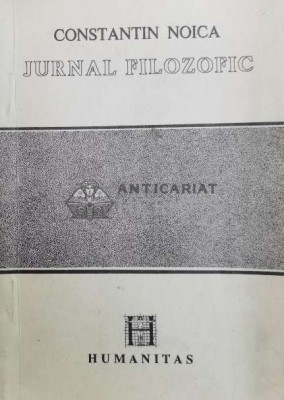 CONSTANTIN NOICA
JURNAL FILOZOFIC
ANTICARIAT
H
HUMANITAS